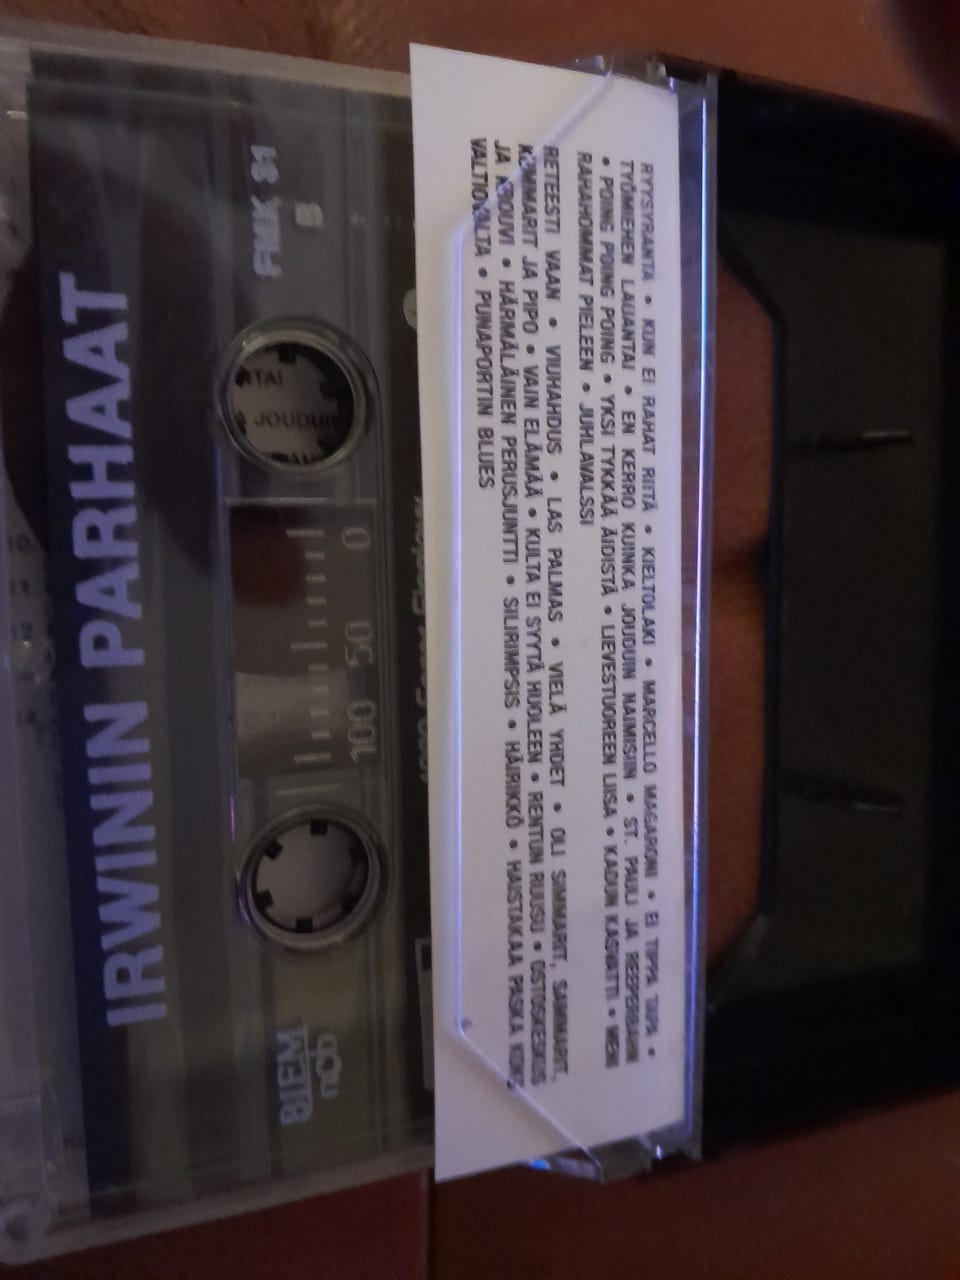 RYYSYRANTA • KUN EI RAHAT RIITÄ • KIELTOLAKI • MARCELLO MAGARONI • EI TIPPA TAPA •
TYÖMIEHEN LAUANTAI • EN KERRO KUINKA JOUDUIN NAIMISIIN • ST. PAULI JA REEPERBAHN
• POING POING POING • YKSI TYKKÄÄ ÄIDISTÄ • LIEVESTUOREEN LIISA • KADUN KASVATTI • MENI
RAHAHOMMAT PIELEEN • JUHLAVALSSI
RETEESTI VAAN • VIUHAHDUS • LAS PALMAS • VIELÄ YHDET • OLI SIMMARIT, SAMMARIT,
KOMMARIT JA PIPO • VAIN ELÄMÄÄ • KULTA EI SYYTÄ HUOLEEN • RENTUN RUUSU • OSTOSKESKUS
JA KROUVI • HÄRMÄLÄINEN PERUSJUNTTI • SILIRIMPSIS • HÄIRIKKÖ • HAISTAKAA PASKA KOKO
VALTIOVALTA • PUNAPORTIN BLUES
FMK 31
B
TAI
JOUDUIN
0 50 100
ncb
BIEM
IRWININ PARHAAT